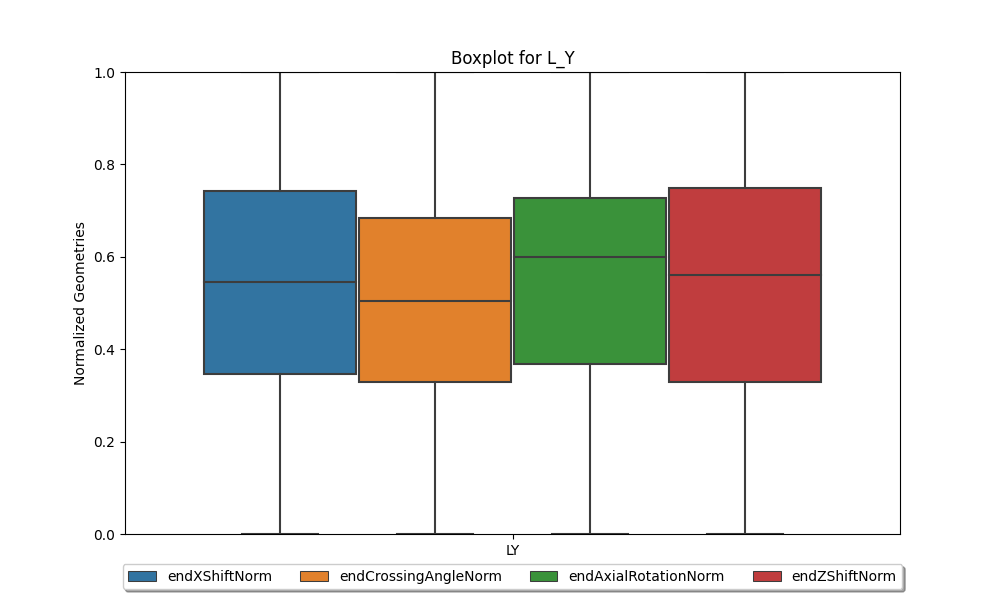 Boxplot for L_Y
Normalized Geometries
1.0
0.8
0.6
0.4
0.2
0.0
LY
endXShiftNorm endCrossingAngleNorm endAxialRotationNorm endZShiftNorm